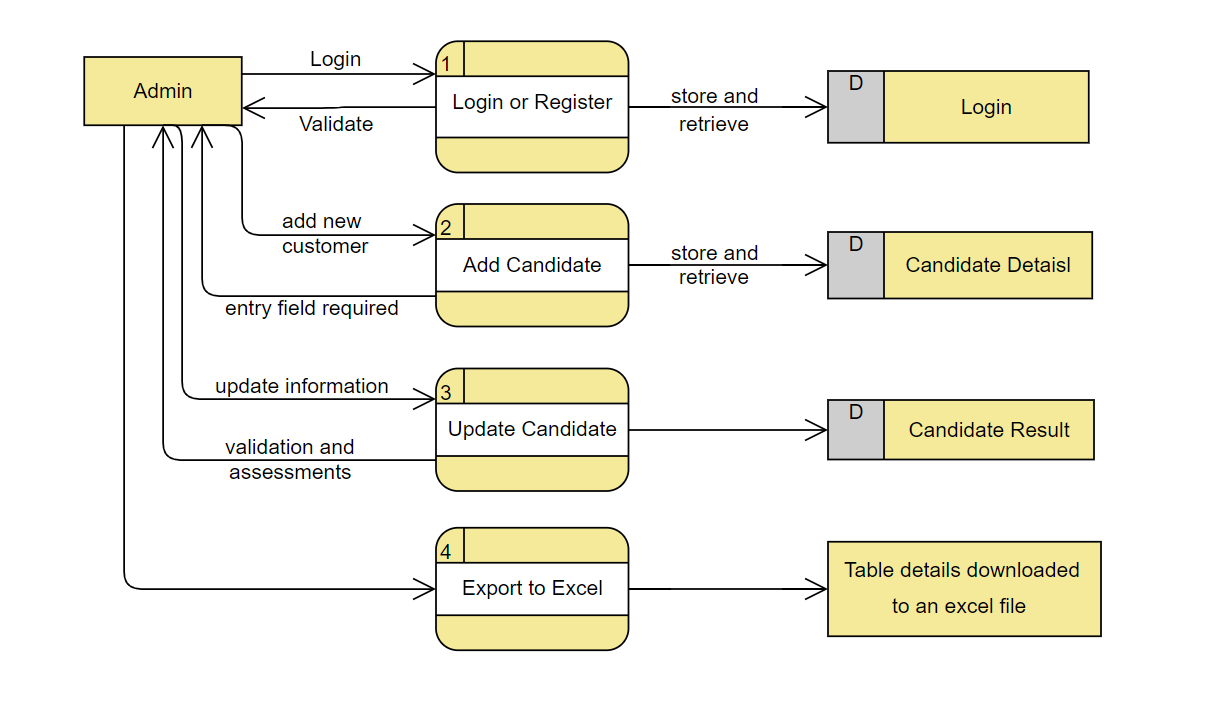 Admin
Login
Validate
1
Login or Register
store and
retrieve
D
Login
add new
customer
2
Add Candidate
store and
retrieve
D
Candidate Detaisl
entry field required
update information
3
Update Candidate
D
Candidate Result
validation and
assessments
4
Export to Excel
Table details downloaded
to an excel file